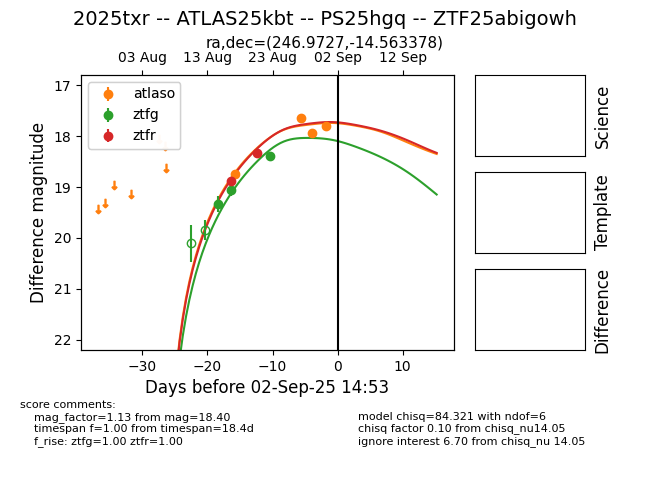 2025txr -- ATLAS25kbt -- PS25hgq -- ZTF25abigowh
ra,dec=(246.9727,-14.563378)
03 Aug 13 Aug 23 Aug 02 Sep 12 Sep
atlaso
ztfg
ztfr
17
18
19
20
21
22
Difference magnitude
−30 −20 −10 0 10
Days before 02-Sep-25 14:53
Science
Template
Difference
score comments:
mag_factor=1.13 from mag=18.40
timespan f=1.00 from timespan=18.4d
f_rise: ztfg=1.00 ztfr=1.00
model chisq=84.321 with ndof=6
chisq factor 0.10 from chisq_nu14.05
ignore interest 6.70 from chisq_nu 14.05